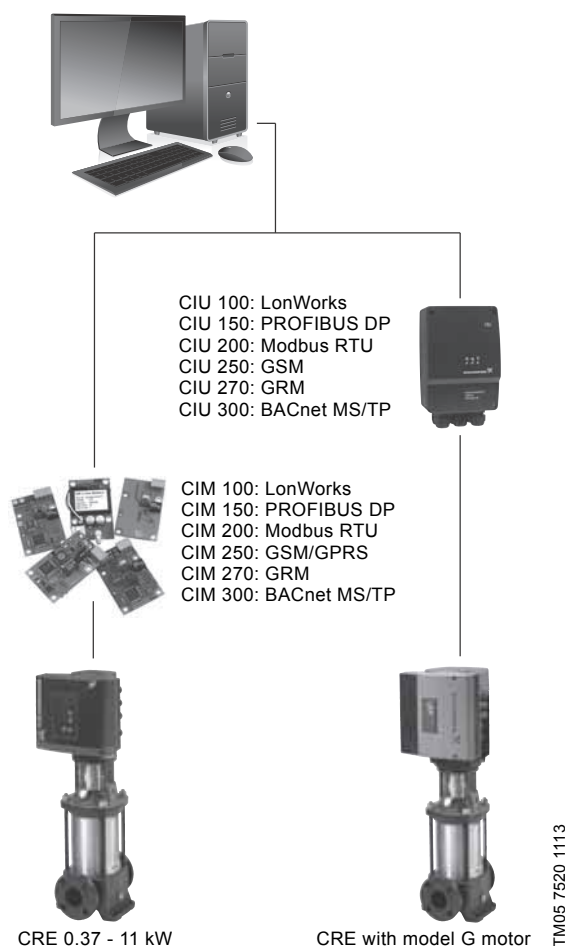 CIU 100: LonWorks
CIU 150: PROFIBUS DP
CIU 200: Modbus RTU
CIU 250: GSM
CIU 270: GRM
CIU 300: BACnet MS/TP
CIM 100: LonWorks
CIM 150: PROFIBUS DP
CIM 200: Modbus RTU
CIM 250: GSM/GPRS
CIM 270: GRM
CIM 300: BACnet MS/TP
CRE 0.37 - 11 kW
CRE with model G motor
TM05 7520 1113